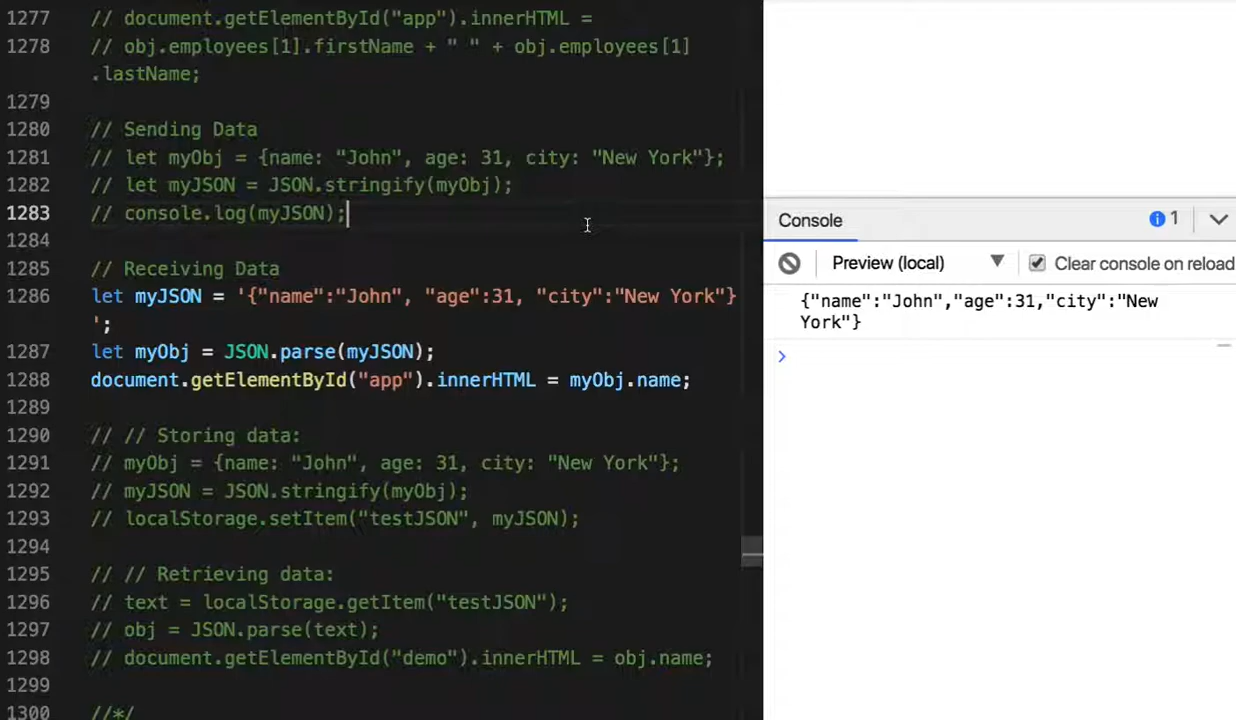 1277 // document.getElementById("app").innerHTML =
1278 // obj.employees[1].firstName + " " + obj.employees[1]
.lastName;
1279
1280 // Sending Data
1281 // let myObj = {name: "John", age: 31, city: "New York"};
1282 // let myJSON = JSON.stringify(myObj);
1283 // console.log(myJSON);
1284
1285 // Receiving Data
1286 let myJSON = '{"name":"John", "age":31, "city":"New York"}
';
1287 let myObj = JSON.parse(myJSON);
1288 document.getElementById("app").innerHTML = myObj.name;
1289
1290 // // Storing data:
1291 // myObj = {name: "John", age: 31, city: "New York"};
1292 // myJSON = JSON.stringify(myObj);
1293 // localStorage.setItem("testJSON", myJSON);
1294
1295 // // Retrieving data:
1296 // text = localStorage.getItem("testJSON");
1297 // obj = JSON.parse(text);
1298 // document.getElementById("demo").innerHTML = obj.name;
1299
1300 //*/
Console 1
Preview (local) Clear console on reload
{"name":"John","age":31,"city":"New
York"}
>